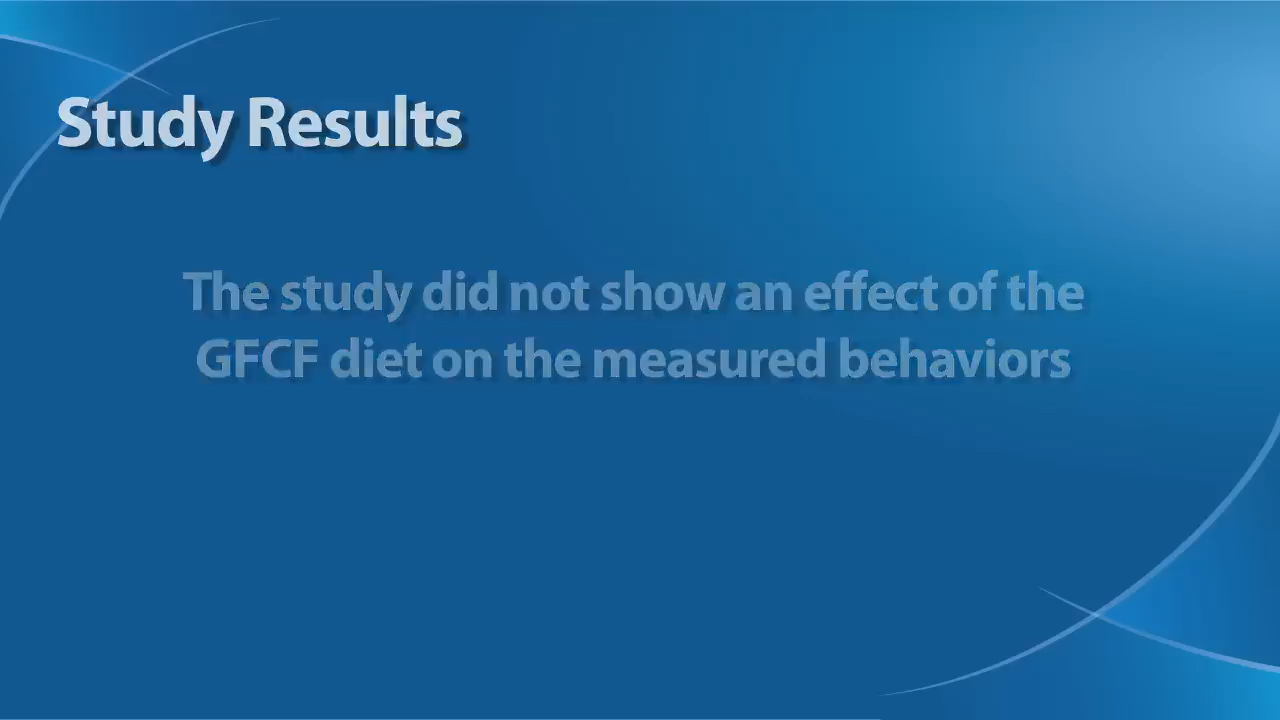 Study Results
The study did not show an effect of the
GFCF diet on the measured behaviors